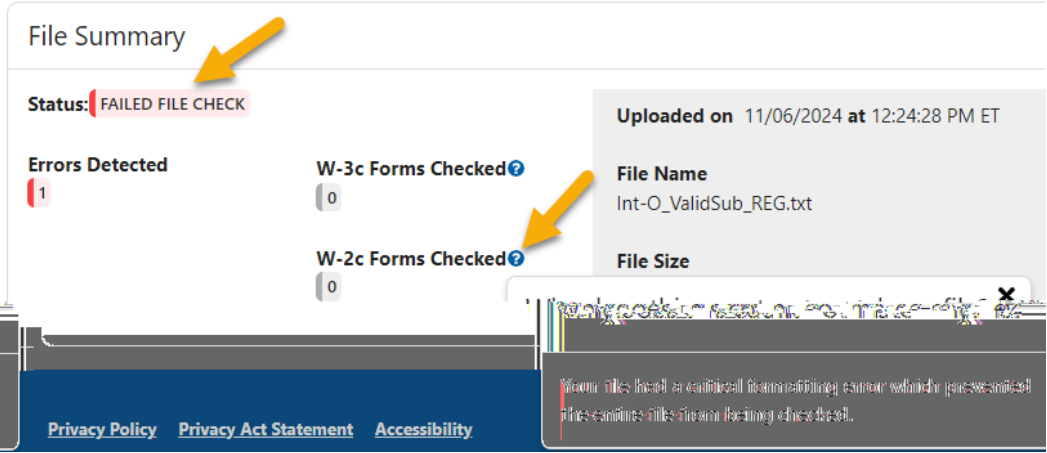 File Summary
Status: FAILED FILE CHECK
Errors Detected
1
W-3c Forms Checked
0
W-2c Forms Checked
0
Uploaded on 11/06/2024 at 12:24:28 PM ET
File Name
Int-O_ValidSub_REG.txt
File Size
Your file had a critical formatting error which prevented
the entire file from being checked.
Privacy Policy Privacy Act Statement Accessibility